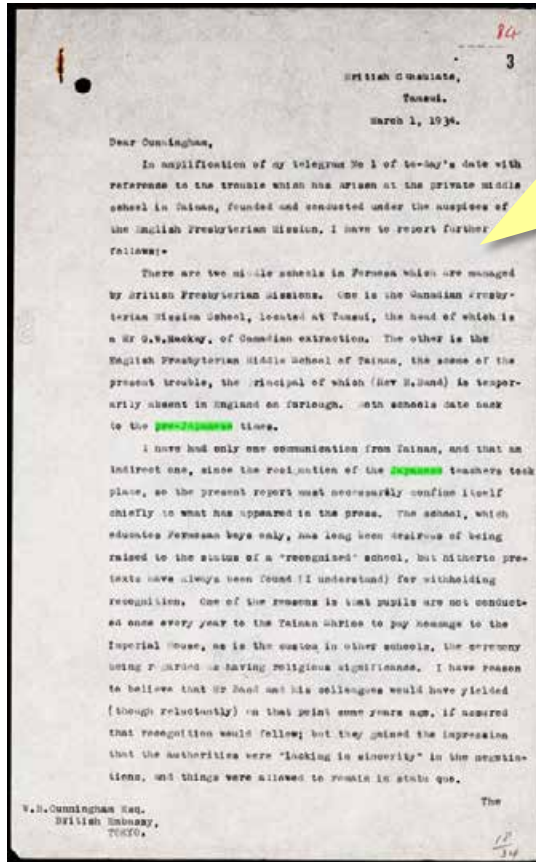 84
3
British Consulate,
Tamsui.
March 1, 1934.
Dear Cunningham,
In amplification of my telegram No 1 of to-day's date with
reference to the trouble which has arisen at the private middle
school in Tainan, founded and conducted under the auspices of
the English Presbyterian Mission, I have to report further
follows:-
There are two middle schools in Formosa which are managed
by British Presbyterian Missions. One is the Canadian Presby-
terian Mission School, located at Tamsui, the head of which is
a Mr G.W.Mackay, of Canadian extraction. The other is the
English Presbyterian Middle School of Tainan, the scene of the
present trouble, the Principal of which (Rev E.Band) is tempor-
arily absent in England on furlough. Both schools date back
to the pre-Japanese times.
I have had only one communication from Tainan, and that an
indirect one, since the resignation of the Japanese teachers took
place, so the present report must necessarily confine itself
chiefly to what has appeared in the press. The school, which
educates Formosan boys only, has long been desirous of being
raised to the status of a "recognised" school, but hitherto pre-
texts have always been found (I understand) for withholding
recognition. One of the reasons is that pupils are not conduct-
ed once every year to the Tainan Shrine to pay homage to the
Imperial House, as is the custom in other schools, the ceremony
being regarded as having religious significance. I have reason
to believe that Mr Band and his colleagues would have yielded
(though reluctantly) on that point some years ago, if assured
that recognition would follow; but they gained the impression
that the authorities were "lacking in sincerity" in the negotia-
tions, and things were allowed to remain in statu quo.
The
W.B.Cunningham Esq.
British Embassy,
TOKYO.
18/34